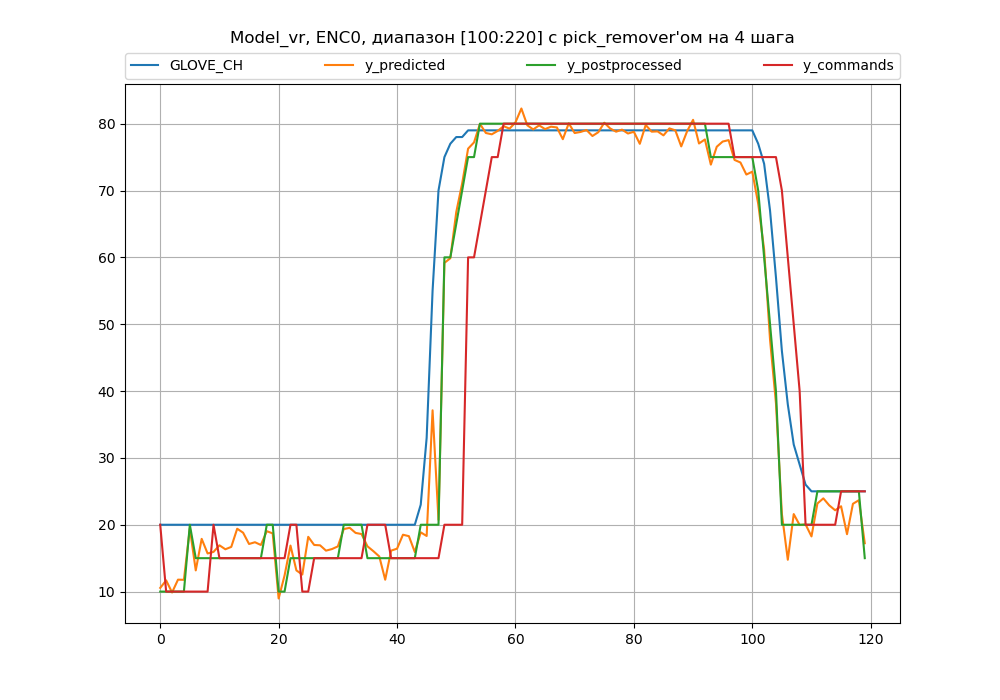 Model_vr, ENC0, диапазон [100:220] с pick_remover'ом на 4 шага
GLOVE_CH y_predicted y_postprocessed y_commands
80
70
60
50
40
30
20
10
0 20 40 60 80 100 120